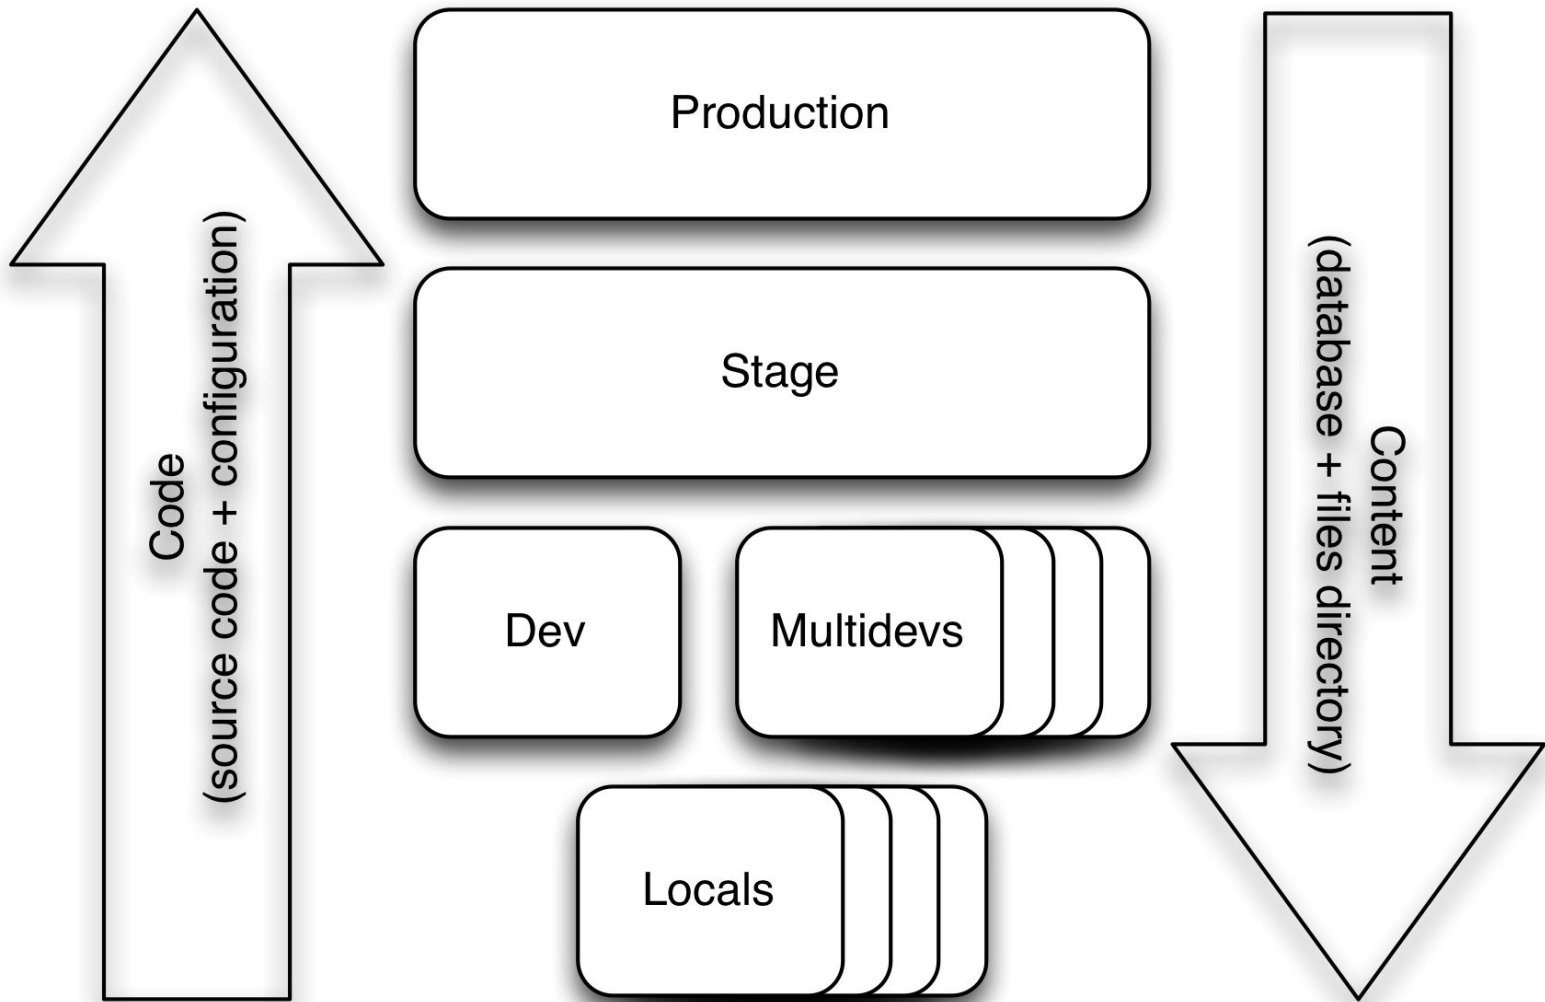 Code
(source code + configuration)
Production
Stage
Dev
Multidevs
Locals
Content
(database + files directory)